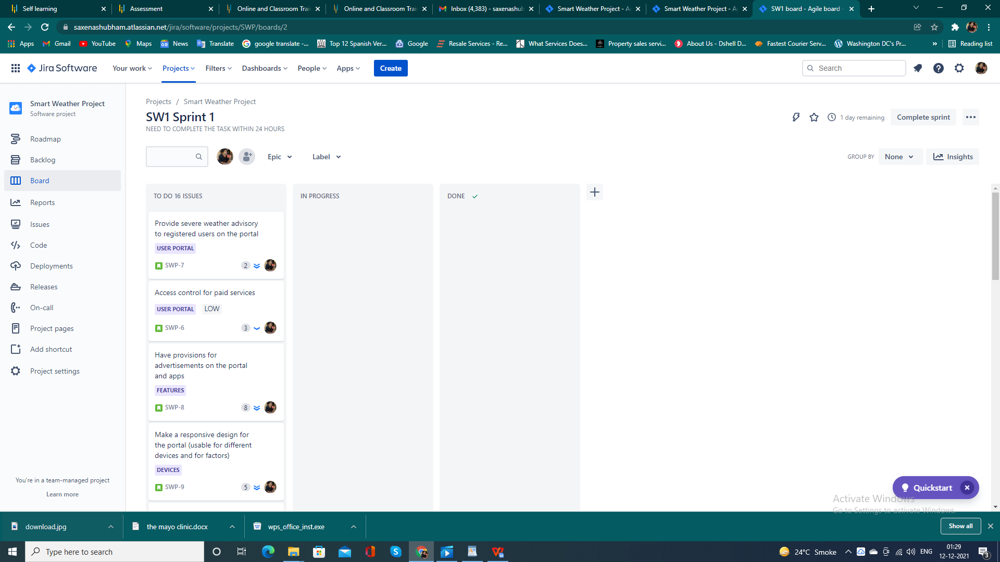 Self learning
Assessment
Online and Classroom Trai
Online and Classroom Trai
Inbox (4,383) - saxenashub
Smart Weather Project - A
Smart Weather Project - A
SW1 board - Agile board -
saxenashubham.atlassian.net/jira/software/projects/SWP/boards/2
Apps
Gmail
YouTube
Maps
News
Translate
google translate -...
Top 12 Spanish Ver...
Google
Resale Services - Re...
What Services Does...
Property sales servi...
About Us - Dshell D...
Fastest Courier Serv...
Washington DC's Pr...
»
Reading list
Jira Software
Your work
Projects
Filters
Dashboards
People
Apps
Create
Search
Smart Weather Project
Software project
Roadmap
Backlog
Board
Reports
Issues
Code
Deployments
Releases
On-call
Project pages
Add shortcut
Project settings
You're in a team-managed project
Learn more
Projects / Smart Weather Project
SW1 Sprint 1
NEED TO COMPLETE THE TASK WITHIN 24 HOURS
1 day remaining
Complete sprint
Epic
Label
GROUP BY
None
Insights
TO DO 16 ISSUES
IN PROGRESS
DONE
Provide severe weather advisory
to registered users on the portal
USER PORTAL
SWP-7
2
Access control for paid services
USER PORTAL
LOW
SWP-6
3
Have provisions for
advertisements on the portal
and apps
FEATURES
SWP-8
8
Make a responsive design for
the portal (usable for different
devices and for factors)
DEVICES
SWP-9
5
Quickstart
Activate Windows
Go to Settings to activate Windows.
download.jpg
the mayo clinic.docx
wps_office_inst.exe
Show all
Type here to search
24°C Smoke
ENG
01:29
12-12-2021
3